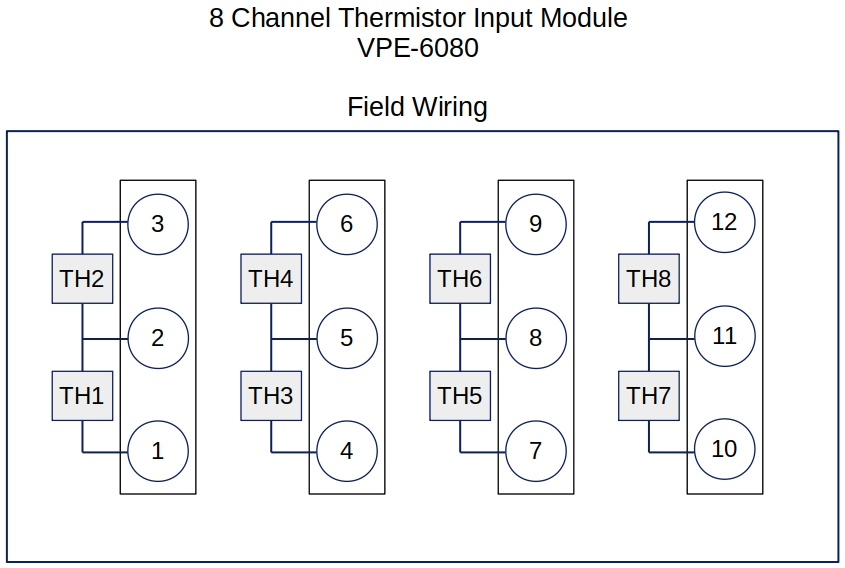 8 Channel Thermistor Input Module
VPE-6080
Field Wiring
3 6 9 12
TH2 TH4 TH6 TH8
2 5 8 11
TH1 TH3 TH5 TH7
1 4 7 10